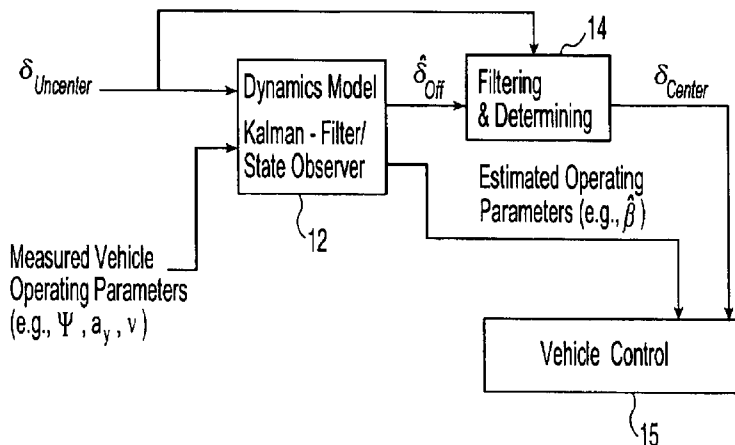 14
δUncenter
Dynamics Model
Kalman - Filter/
State Observer
δ̂Off
Filtering
& Determining
δCenter
12
Estimated Operating
Parameters (e.g., β̂)
Measured Vehicle
Operating Parameters
(e.g., Ψ , ay , v)
Vehicle Control
15